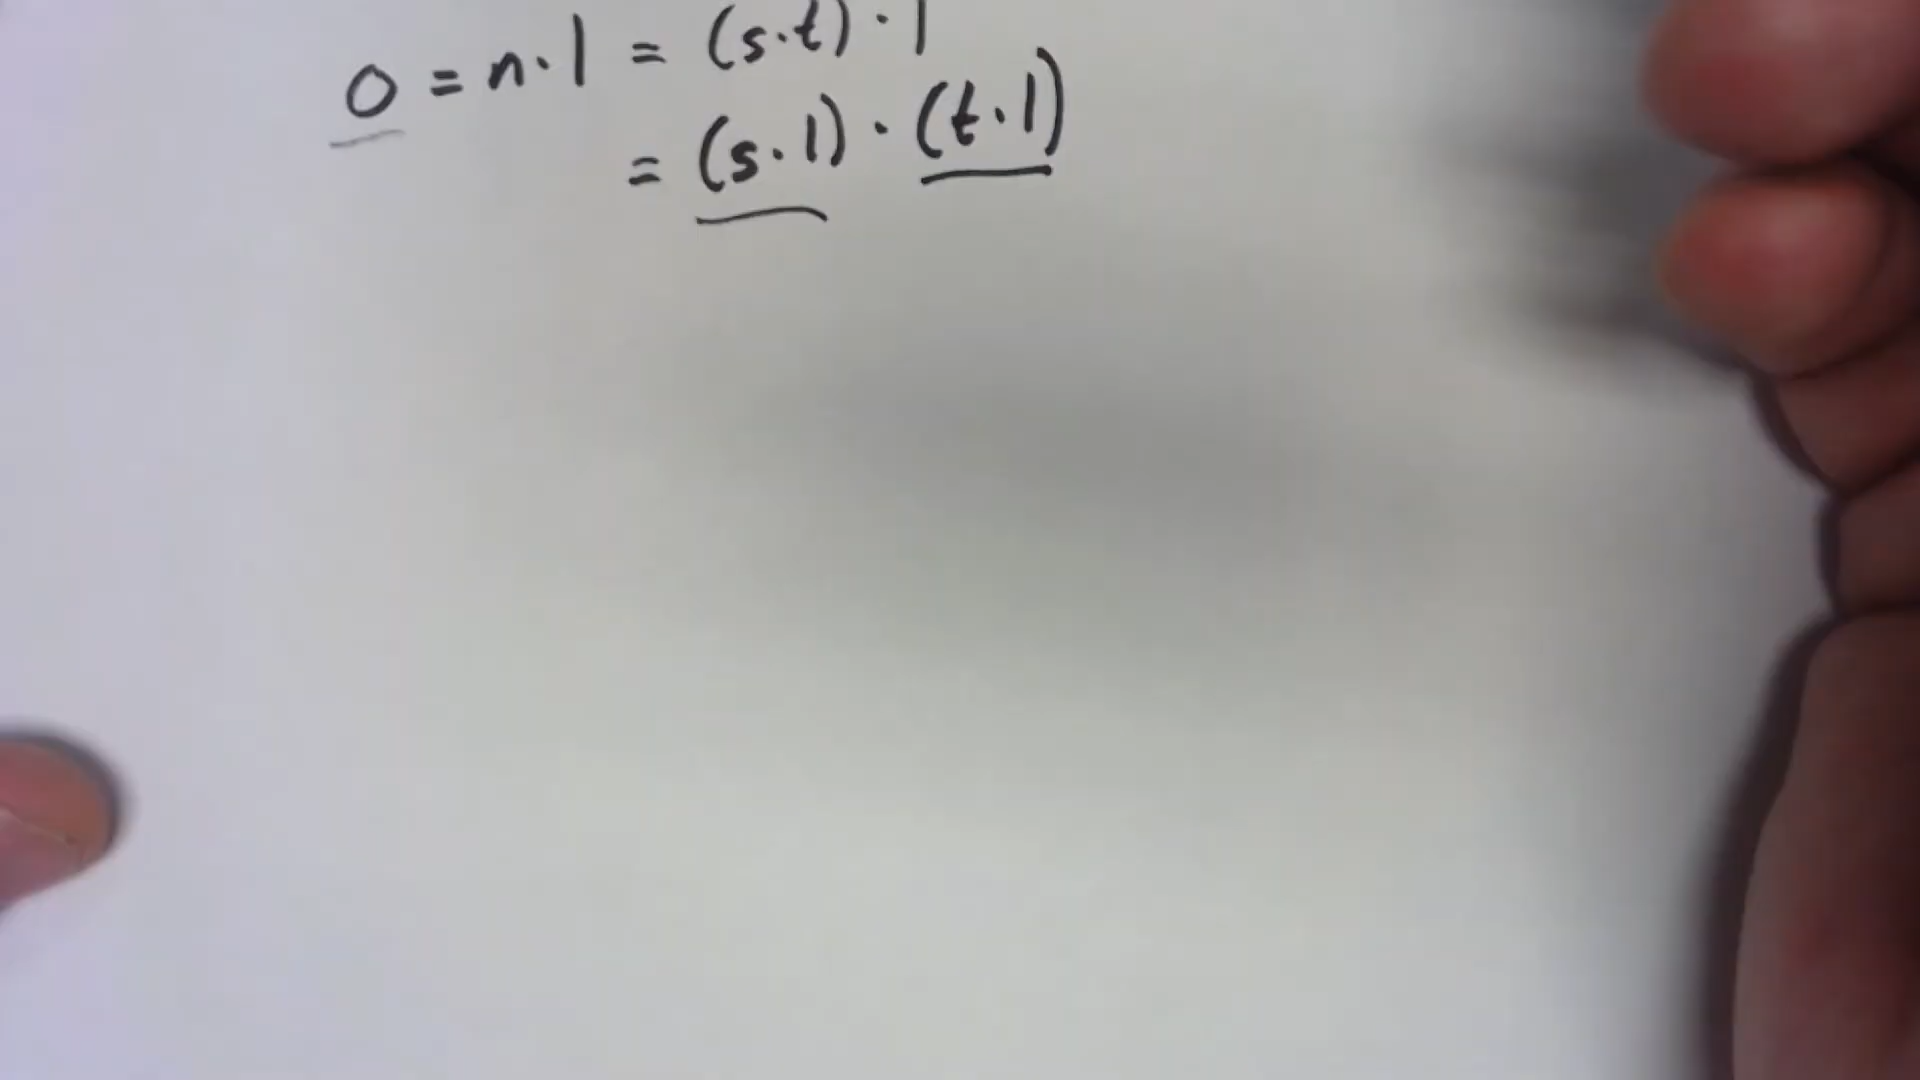 0 = n · 1 = (s·t) · 1
= (s·1) · (t·1)